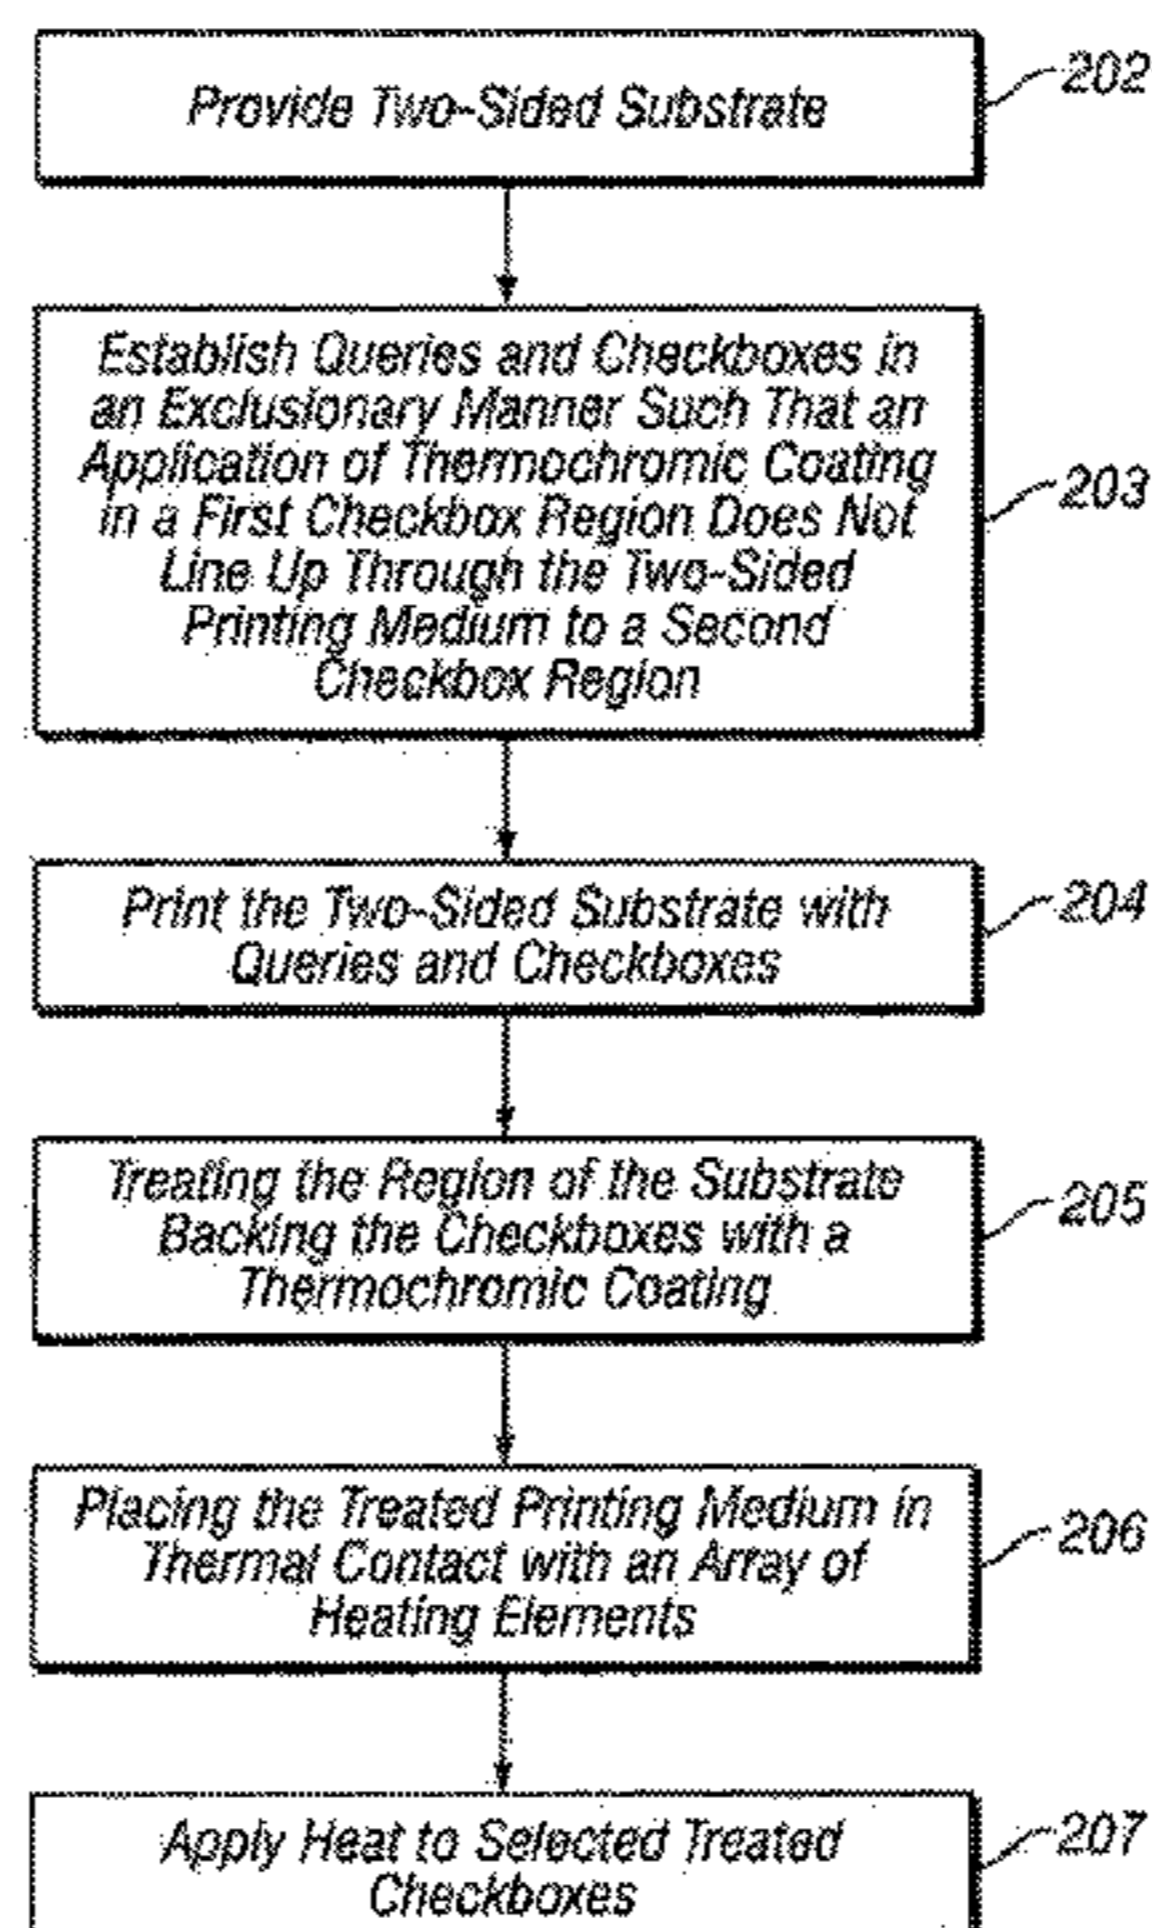 Provide Two-Sided Substrate
202
Establish Queries and Checkboxes in
an Exclusionary Manner Such That an
Application of Thermochromic Coating
in a First Checkbox Region Does Not
Line Up Through the Two-Sided
Printing Medium to a Second
Checkbox Region
203
Print the Two-Sided Substrate with
Queries and Checkboxes
204
Treating the Region of the Substrate
Backing the Checkboxes with a
Thermochromic Coating
205
Placing the Treated Printing Medium in
Thermal Contact with an Array of
Heating Elements
206
Apply Heat to Selected Treated
Checkboxes
207